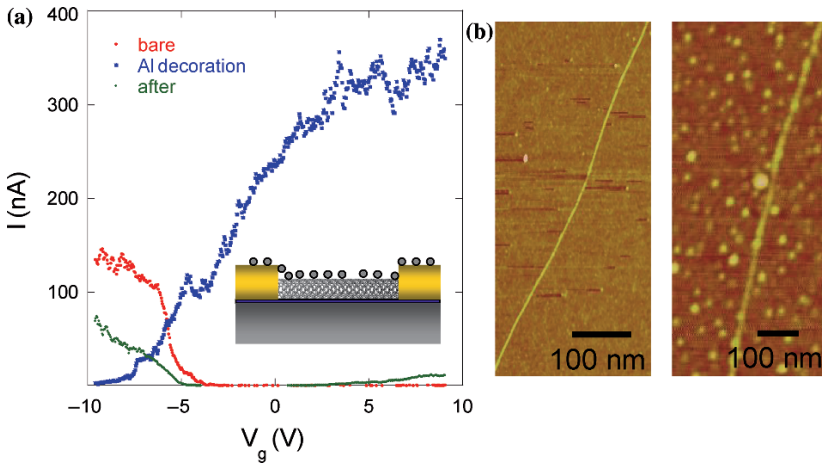 (a)
400
300
200
100
I (nA)
bare
Al decoration
after
−10
−5
0
5
10
V_g (V)
(b)
100 nm
100 nm